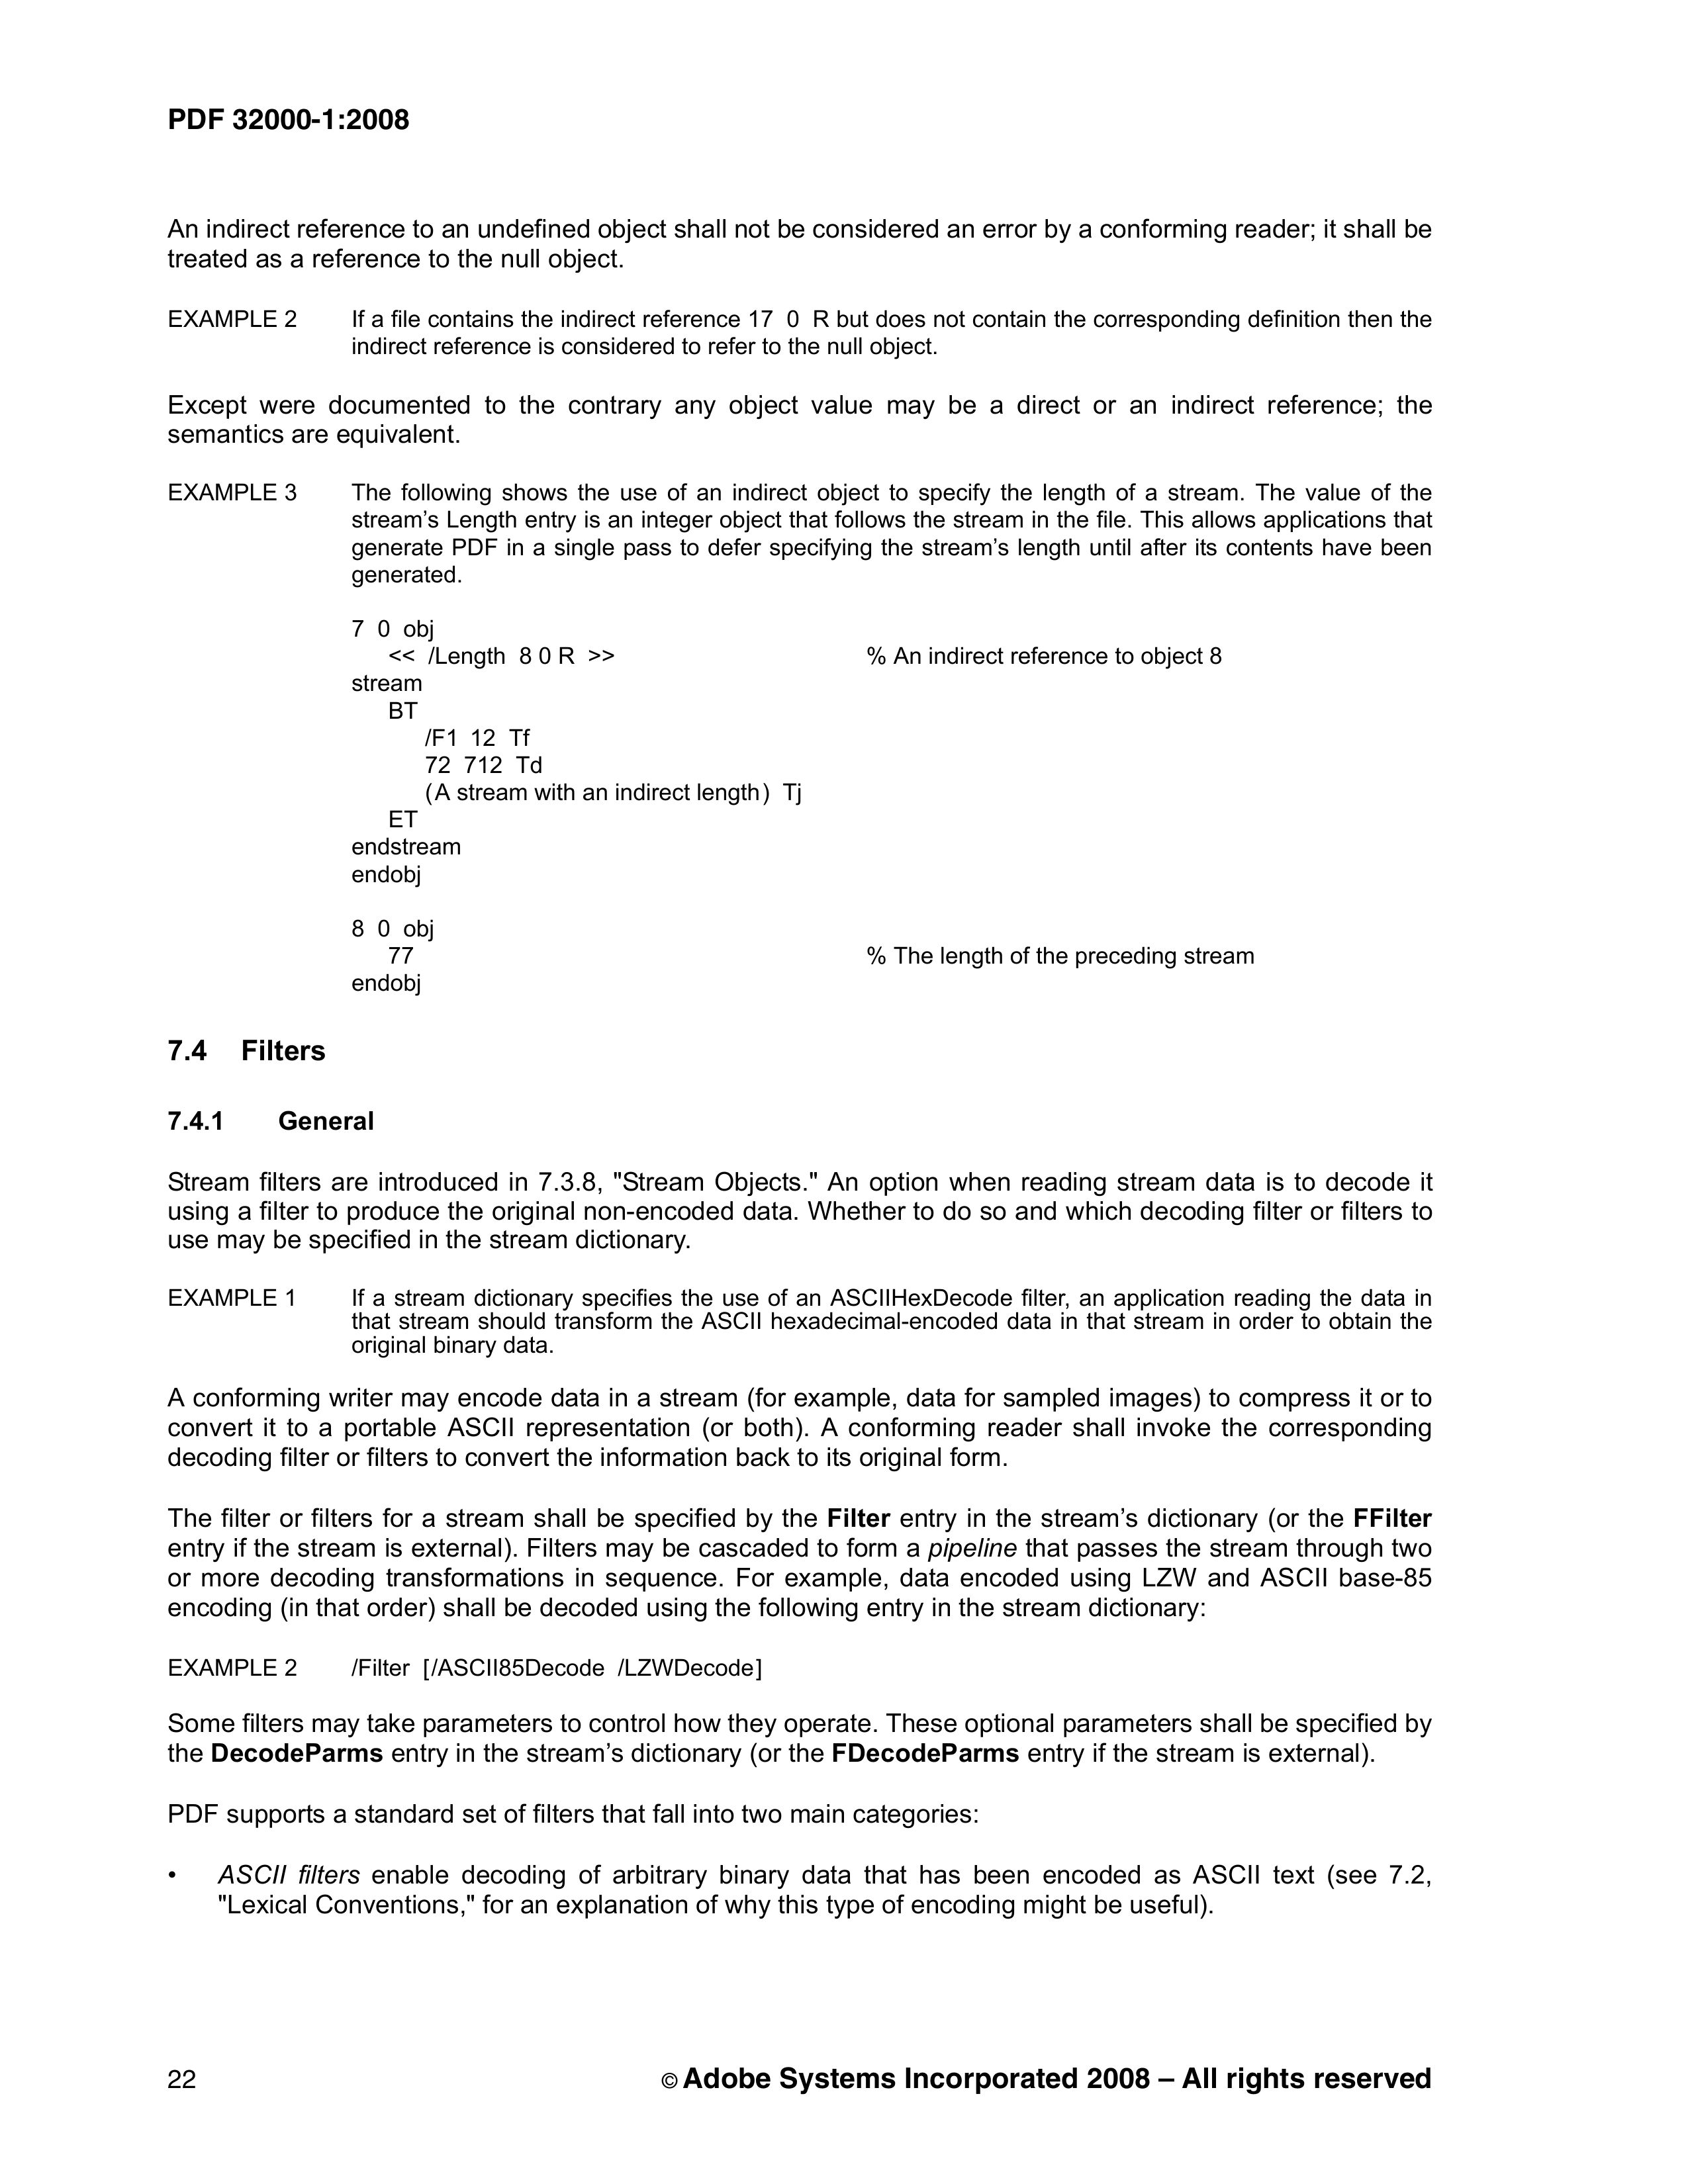 PDF 32000-1:2008
An indirect reference to an undefined object shall not be considered an error by a conforming reader; it shall be
treated as a reference to the null object.
EXAMPLE 2 If a file contains the indirect reference 17 0 R but does not contain the corresponding definition then the
indirect reference is considered to refer to the null object.
Except were documented to the contrary any object value may be a direct or an indirect reference; the
semantics are equivalent.
EXAMPLE 3 The following shows the use of an indirect object to specify the length of a stream. The value of the
stream’s Length entry is an integer object that follows the stream in the file. This allows applications that
generate PDF in a single pass to defer specifying the stream’s length until after its contents have been
generated.
7 0 obj
<< /Length 8 0 R >> % An indirect reference to object 8
stream
BT
/F1 12 Tf
72 712 Td
(A stream with an indirect length) Tj
ET
endstream
endobj
8 0 obj
77 % The length of the preceding stream
endobj
7.4 Filters
7.4.1 General
Stream filters are introduced in 7.3.8, "Stream Objects." An option when reading stream data is to decode it
using a filter to produce the original non-encoded data. Whether to do so and which decoding filter or filters to
use may be specified in the stream dictionary.
EXAMPLE 1 If a stream dictionary specifies the use of an ASCIIHexDecode filter, an application reading the data in
that stream should transform the ASCII hexadecimal-encoded data in that stream in order to obtain the
original binary data.
A conforming writer may encode data in a stream (for example, data for sampled images) to compress it or to
convert it to a portable ASCII representation (or both). A conforming reader shall invoke the corresponding
decoding filter or filters to convert the information back to its original form.
The filter or filters for a stream shall be specified by the Filter entry in the stream’s dictionary (or the FFilter
entry if the stream is external). Filters may be cascaded to form a pipeline that passes the stream through two
or more decoding transformations in sequence. For example, data encoded using LZW and ASCII base-85
encoding (in that order) shall be decoded using the following entry in the stream dictionary:
EXAMPLE 2 /Filter [/ASCII85Decode /LZWDecode]
Some filters may take parameters to control how they operate. These optional parameters shall be specified by
the DecodeParms entry in the stream’s dictionary (or the FDecodeParms entry if the stream is external).
PDF supports a standard set of filters that fall into two main categories:
• ASCII filters enable decoding of arbitrary binary data that has been encoded as ASCII text (see 7.2,
"Lexical Conventions," for an explanation of why this type of encoding might be useful).
22 © Adobe Systems Incorporated 2008 – All rights reserved